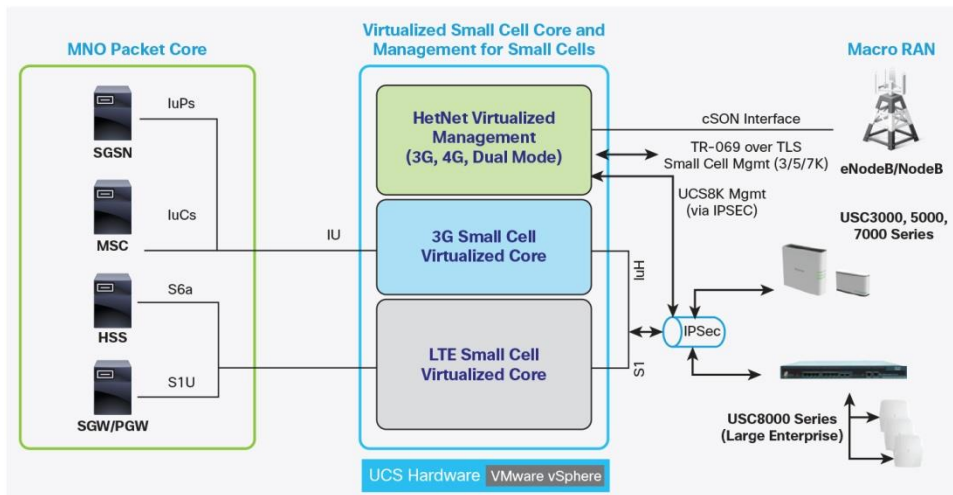 MNO Packet Core
IuPs
SGSN
IuCs
MSC
S6a
HSS
S1U
SGW/PGW
IU
Virtualized Small Cell Core and
Management for Small Cells
HetNet Virtualized
Management
(3G, 4G, Dual Mode)
3G Small Cell
Virtualized Core
LTE Small Cell
Virtualized Core
UCS Hardware
VMware vSphere
Macro RAN
cSON Interface
TR-069 over TLS
Small Cell Mgmt (3/5/7K)
eNodeB/NodeB
UCS8K Mgmt
(via IPSEC)
USC3000, 5000,
7000 Series
IuH
S1
IPSec
USC8000 Series
(Large Enterprise)